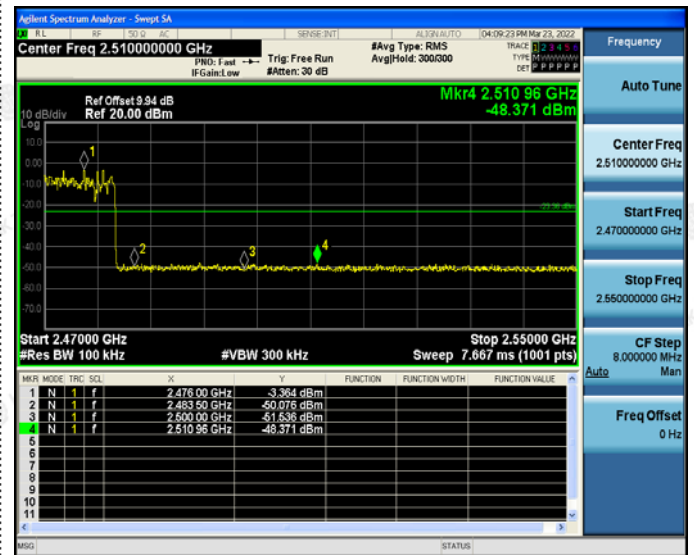 Agilent Spectrum Analyzer - Swept SA
RL RF 50 Ω AC SENSE:INT ALIGN AUTO 04:09:23 PM Mar 23, 2022
Center Freq 2.510000000 GHz
PNO: Fast
IFGain:Low
Trig: Free Run
#Atten: 30 dB
#Avg Type: RMS
Avg|Hold: 300/300
TRACE 1 2 3 4 5 6
TYPE M
DET P P P P P P
Ref Offset 9.94 dB
Ref 20.00 dBm
10 dB/div
Log
Mkr4 2.510 96 GHz
-48.371 dBm
10.0
0.00
-10.0
-20.0
-30.0
-40.0
-50.0
-60.0
-70.0
1
2
3
4
Start 2.47000 GHz
Stop 2.55000 GHz
#Res BW 100 kHz
#VBW 300 kHz
Sweep 7.667 ms (1001 pts)
MKR MODE TRC SCL X Y FUNCTION FUNCTION WIDTH FUNCTION VALUE
1 N 1 f 2.476 00 GHz -3.364 dBm
2 N 1 f 2.483 50 GHz -50.076 dBm
3 N 1 f 2.500 00 GHz -51.536 dBm
4 N 1 f 2.510 96 GHz -48.371 dBm
5
6
7
8
9
10
11
MSG
STATUS
Frequency
Auto Tune
Center Freq
2.510000000 GHz
Start Freq
2.470000000 GHz
Stop Freq
2.550000000 GHz
CF Step
8.000000 MHz
Auto Man
Freq Offset
0 Hz